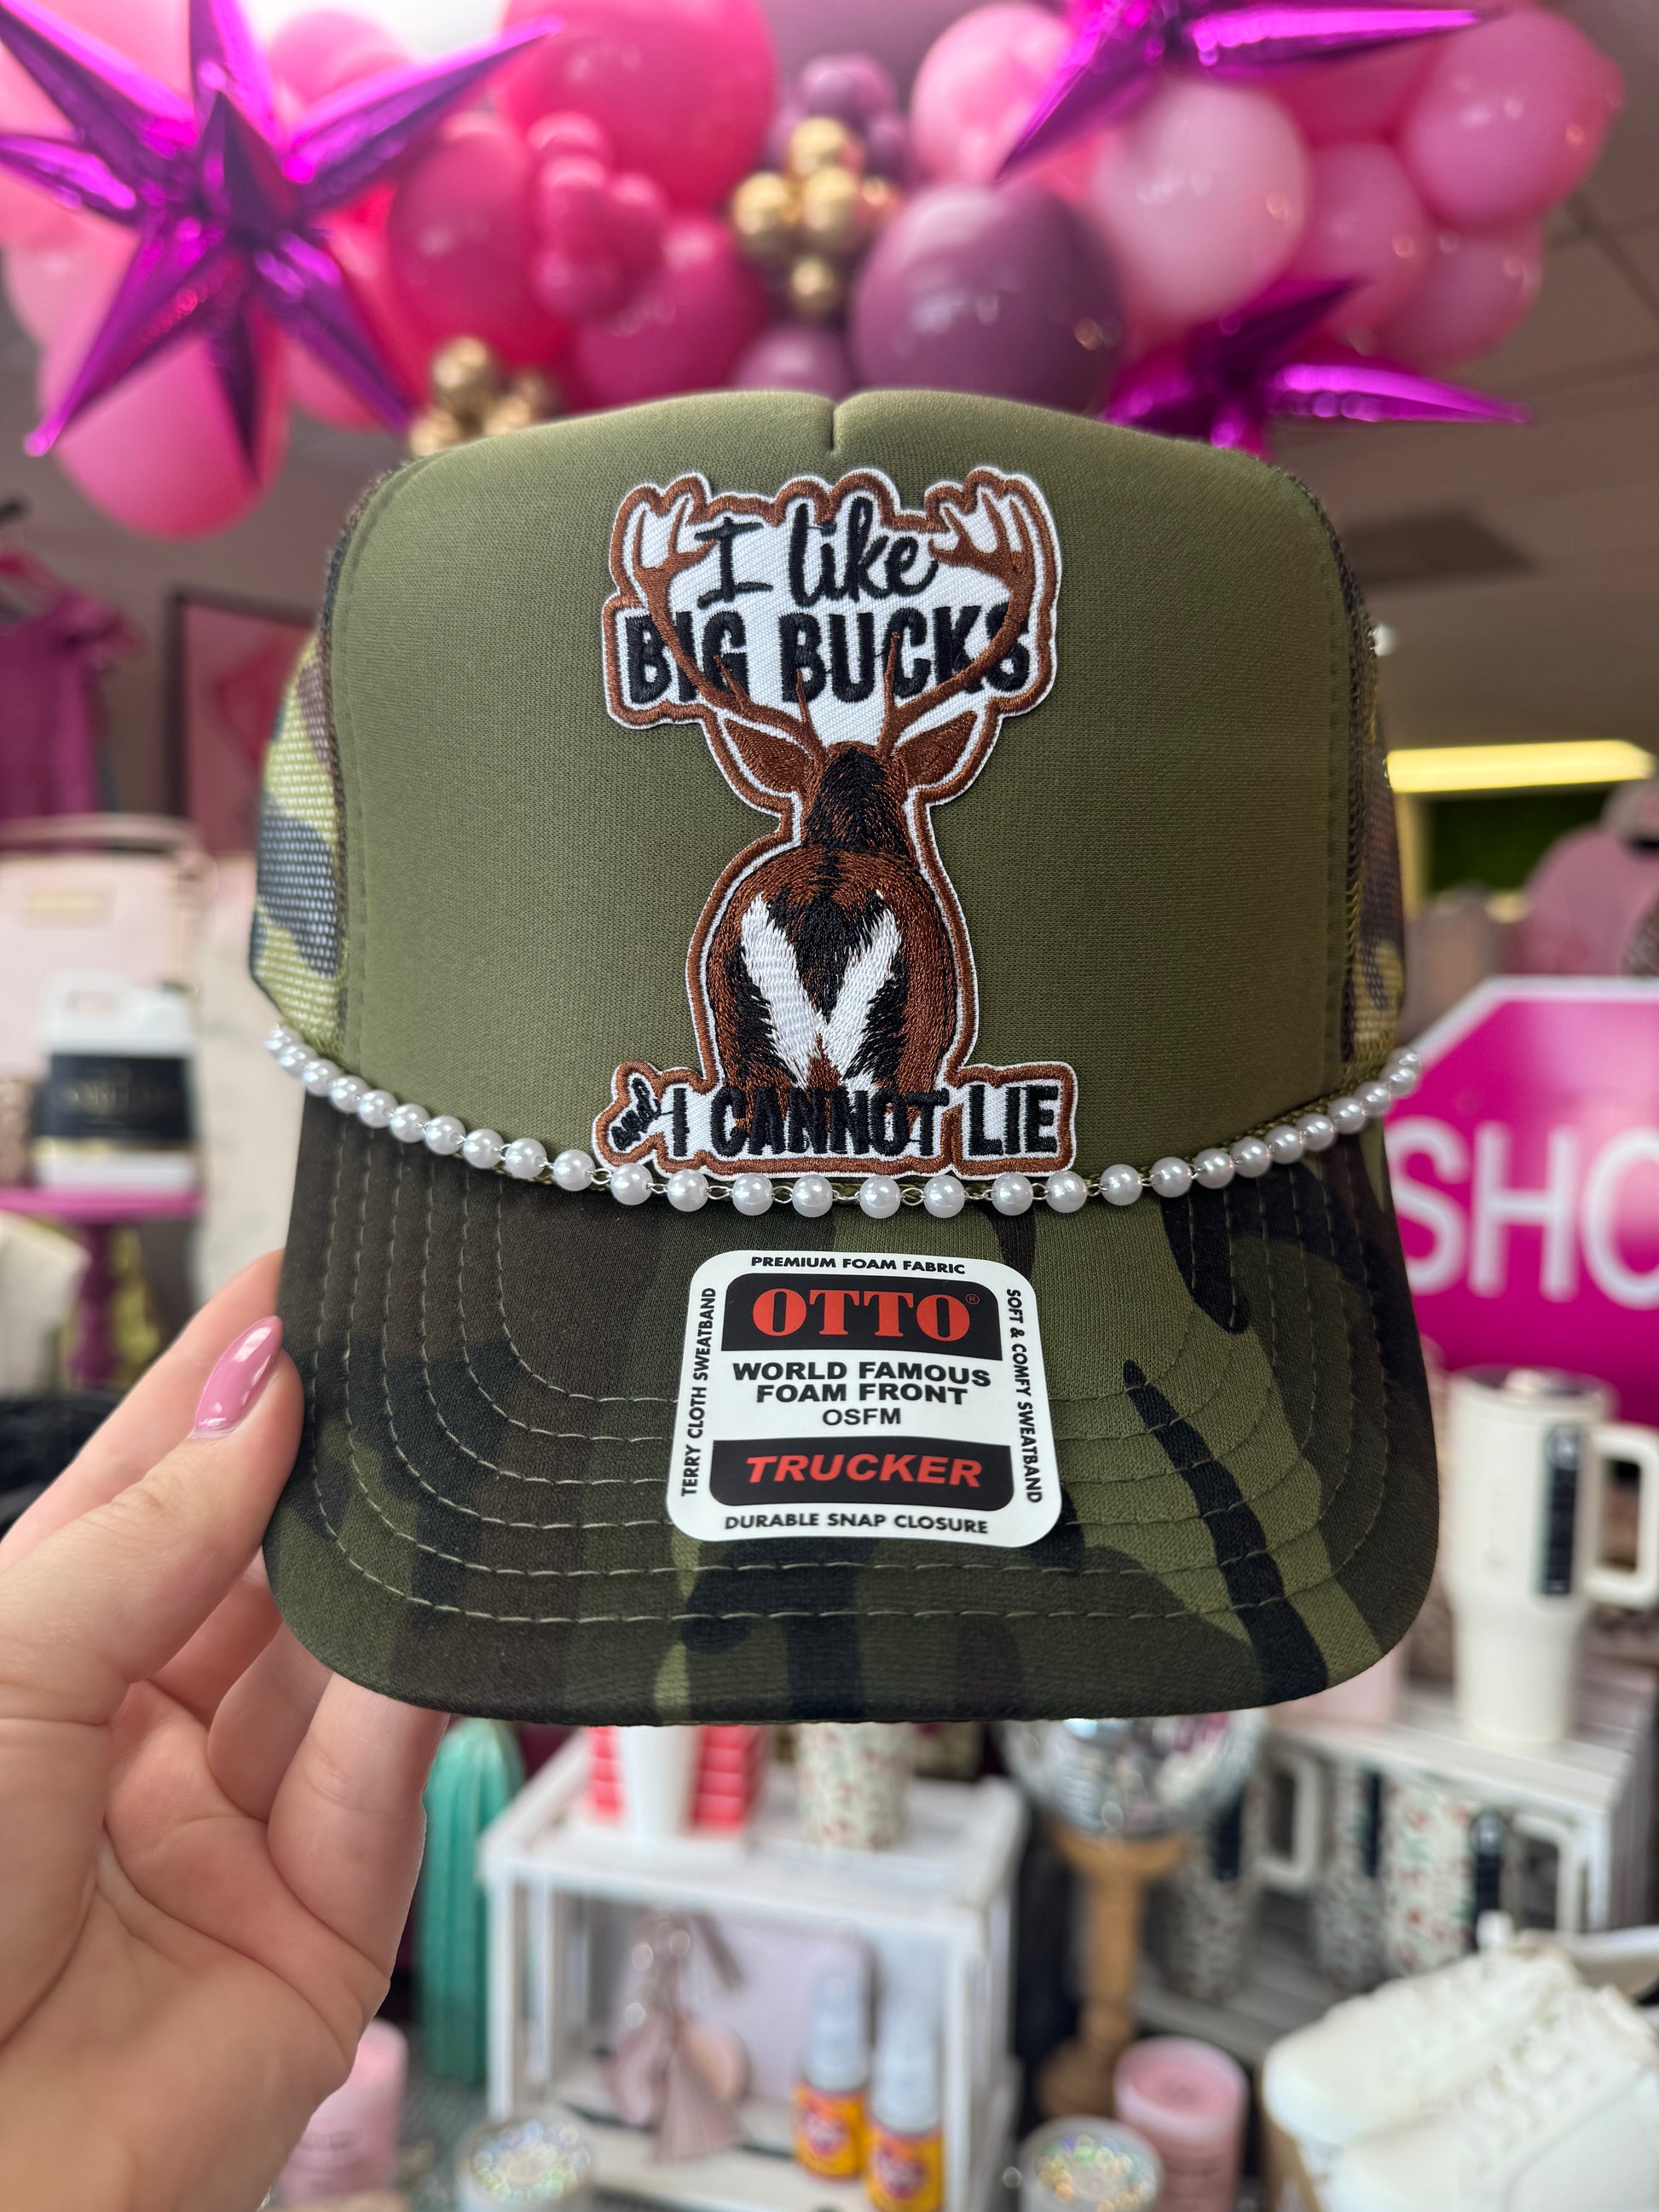 I like
BIG BUCKS
and I CANNOT LIE
PREMIUM FOAM FABRIC
OTTO®
WORLD FAMOUS
FOAM FRONT
OSFM
TRUCKER
DURABLE SNAP CLOSURE
TERRY CLOTH SWEATBAND
SOFT & COMFY SWEATBAND
SHO